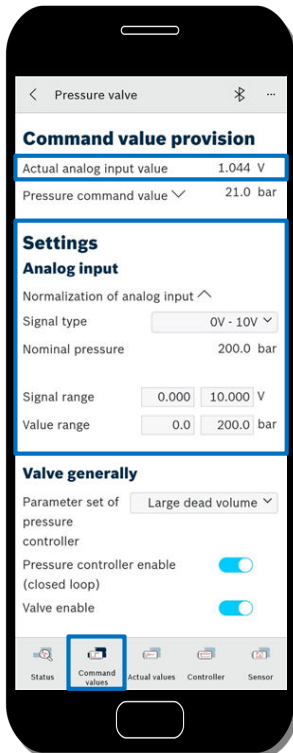 Pressure valve
Command value provision
Actual analog input value 1.044 V
Pressure command value 21.0 bar
Settings
Analog input
Normalization of analog input
Signal type 0V - 10V
Nominal pressure 200.0 bar
Signal range 0.000 10.000 V
Value range 0.0 200.0 bar
Valve generally
Parameter set of Large dead volume
pressure
controller
Pressure controller enable
(closed loop)
Valve enable
Status Command values Actual values Controller Sensor